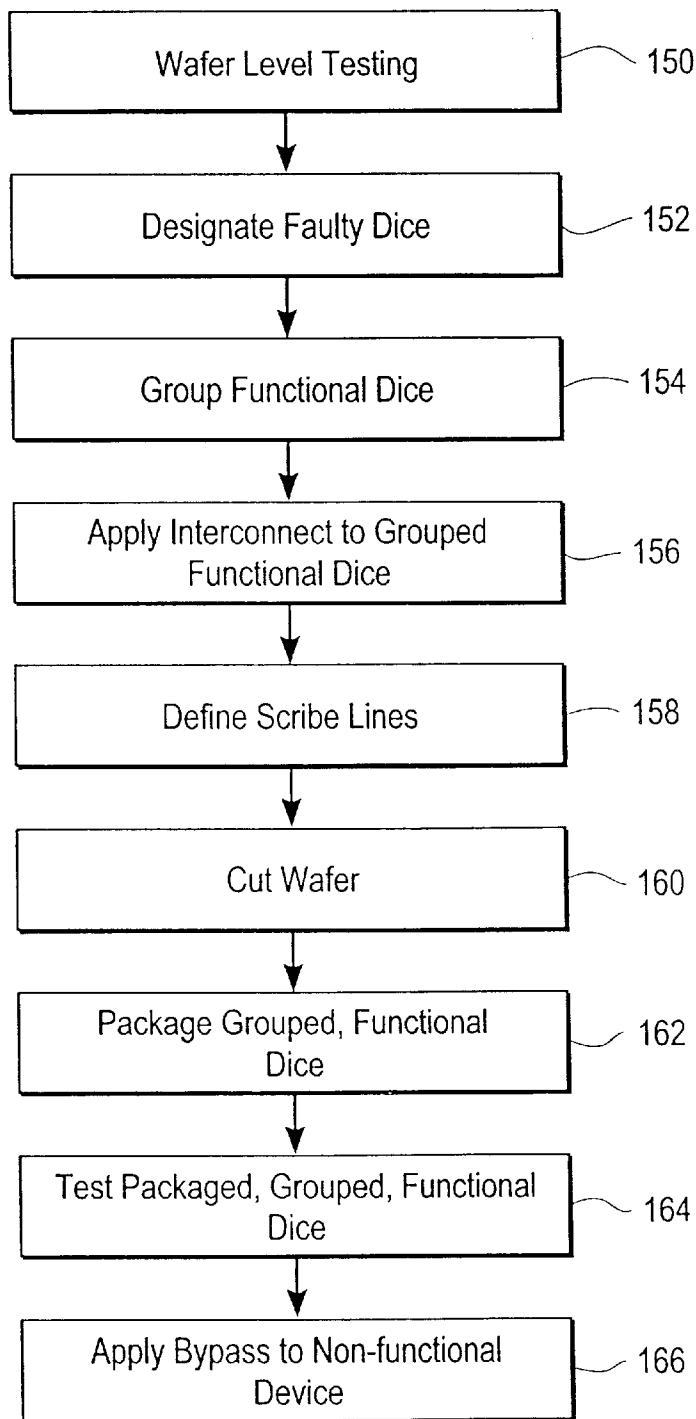 Wafer Level Testing
150
Designate Faulty Dice
152
Group Functional Dice
154
Apply Interconnect to Grouped
Functional Dice
156
Define Scribe Lines
158
Cut Wafer
160
Package Grouped, Functional
Dice
162
Test Packaged, Grouped, Functional
Dice
164
Apply Bypass to Non-functional
Device
166